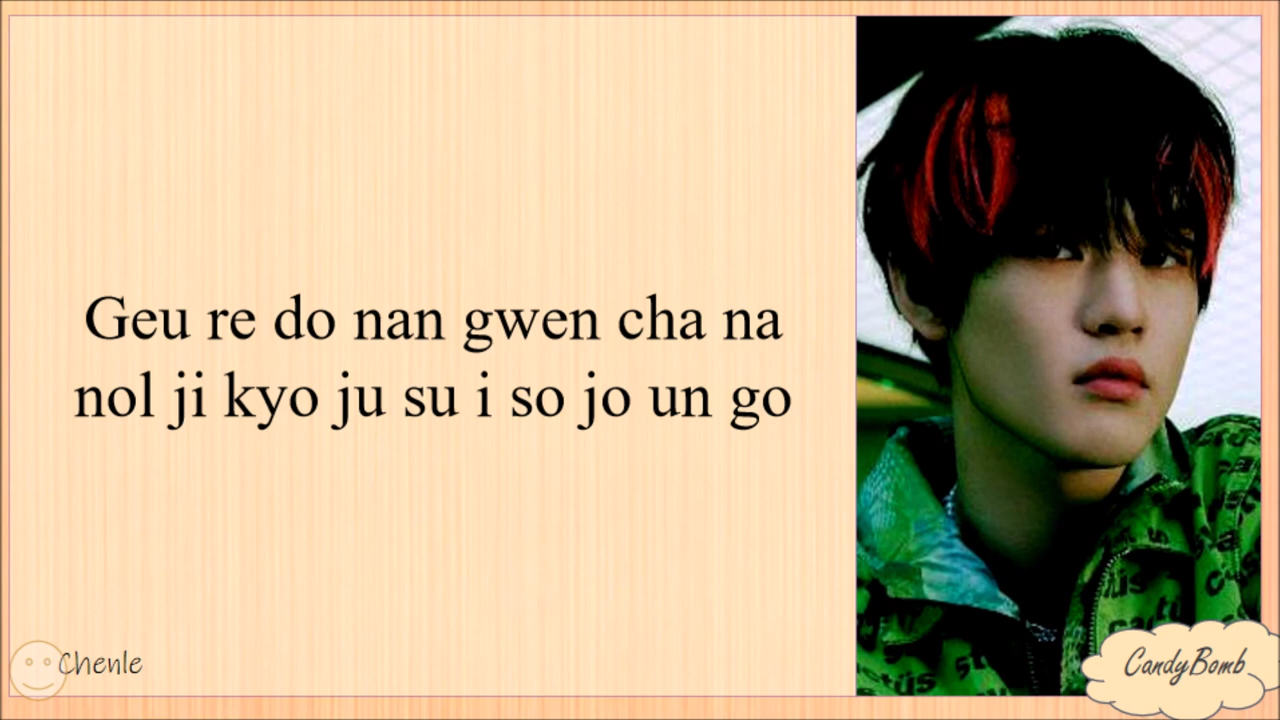 Geu re do nan gwen cha na
nol ji kyo ju su i so jo un go
Chenle
CandyBomb